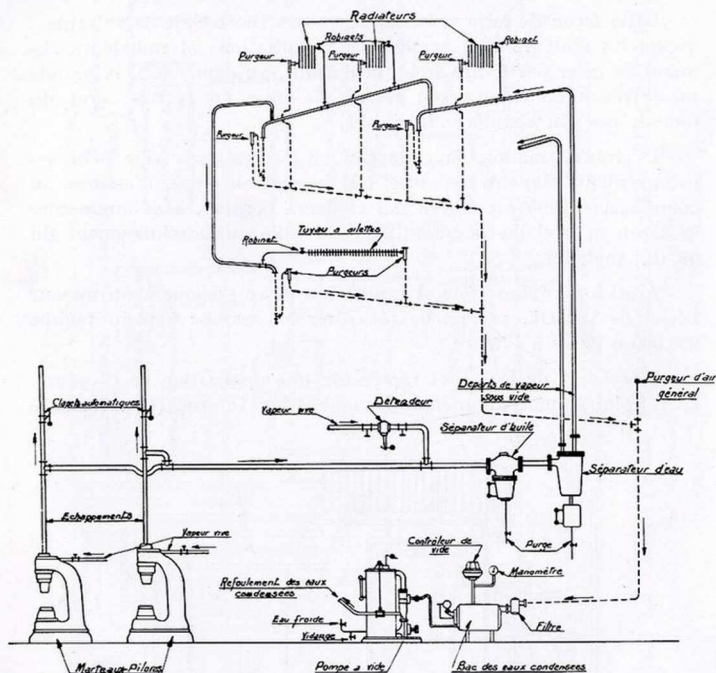 Radiateurs
Robinets
Robinet
Purgeur
Purgeur
Purgeur
Purgeur
Purgeur
Tuyau a ailettes
Robinet
Purgeurs
Départs de vapeur
sous vide
Purgeur d'air
général
Clapets automatiques
Vapeur vive
Détendeur
Séparateur d'huile
Séparateur d'eau
Echappements
Vapeur vive
Purge
Contrôleur de
vide
Manomètre
Refoulement des eaux
condensées
Eau froide
Vidange
Filtre
Marteaux-Pilons
Pompe a vide
Bac des eaux condensées